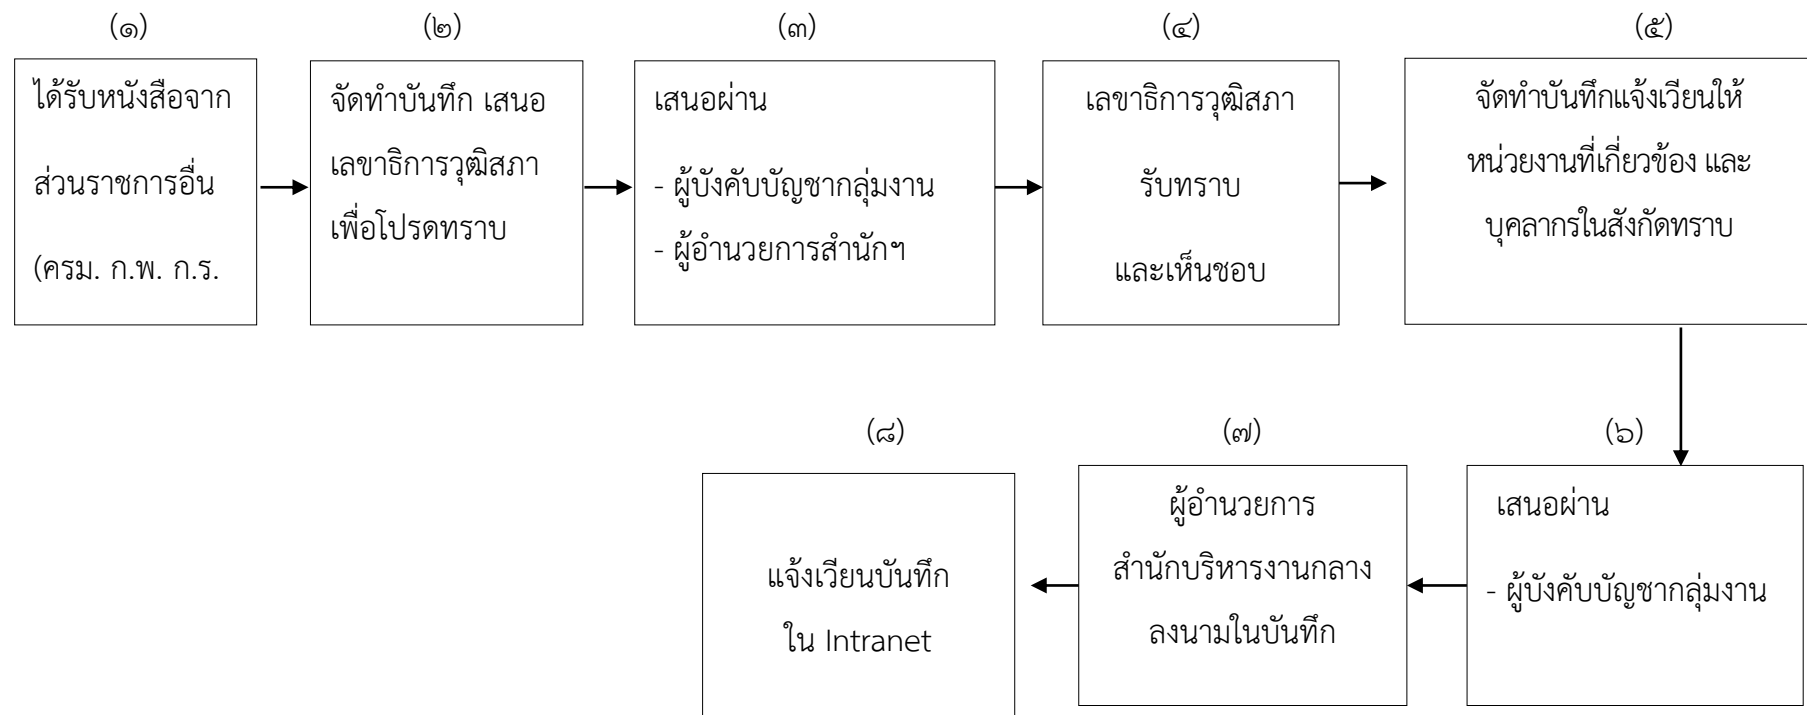 (๑)
ได้รับหนังสือจาก
ส่วนราชการอื่น
(ครม. ก.พ. ก.ร.
(๒)
จัดทำบันทึก เสนอ
เลขาธิการวุฒิสภา
เพื่อโปรดทราบ
(๓)
เสนอผ่าน
- ผู้บังคับบัญชากลุ่มงาน
- ผู้อำนวยการสำนักฯ
(๔)
เลขาธิการวุฒิสภา
รับทราบ
และเห็นชอบ
(๕)
จัดทำบันทึกแจ้งเวียนให้
หน่วยงานที่เกี่ยวข้อง และ
บุคลากรในสังกัดทราบ
(๖)
เสนอผ่าน
- ผู้บังคับบัญชากลุ่มงาน
(๗)
ผู้อำนวยการ
สำนักบริหารงานกลาง
ลงนามในบันทึก
(๘)
แจ้งเวียนบันทึก
ใน Intranet